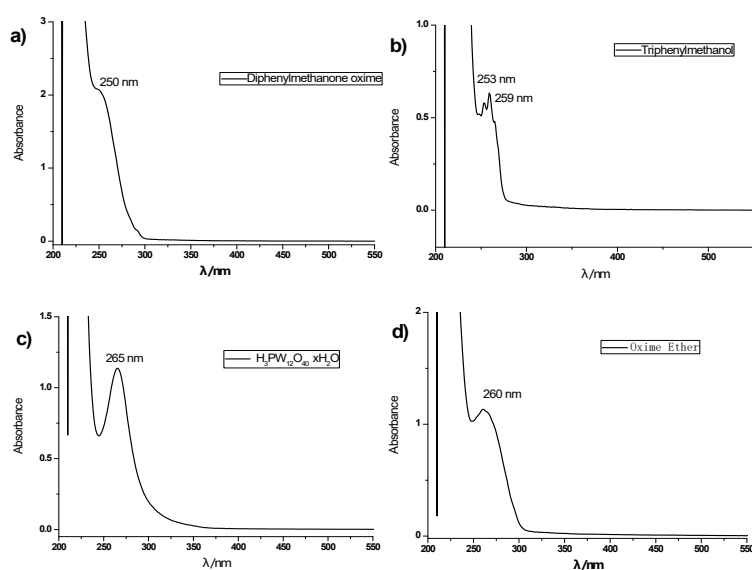 a)
3
2
1
0
Absorbance
250 nm
Diphenylmethanone oxime
200 250 300 350 400 450 500 550
λ/nm
b)
1.0
0.5
0.0
Absorbance
253 nm
259 nm
Triphenylmethanol
200 300 400 500
λ/nm
c)
1.5
1.0
0.5
0.0
Absorbance
265 nm
H₃PW₁₂O₄₀ xH₂O
200 250 300 350 400 450 500 550
λ/nm
d)
2
1
0
Absorbance
260 nm
Oxime Ether
200 250 300 350 400 450 500 550
λ/nm